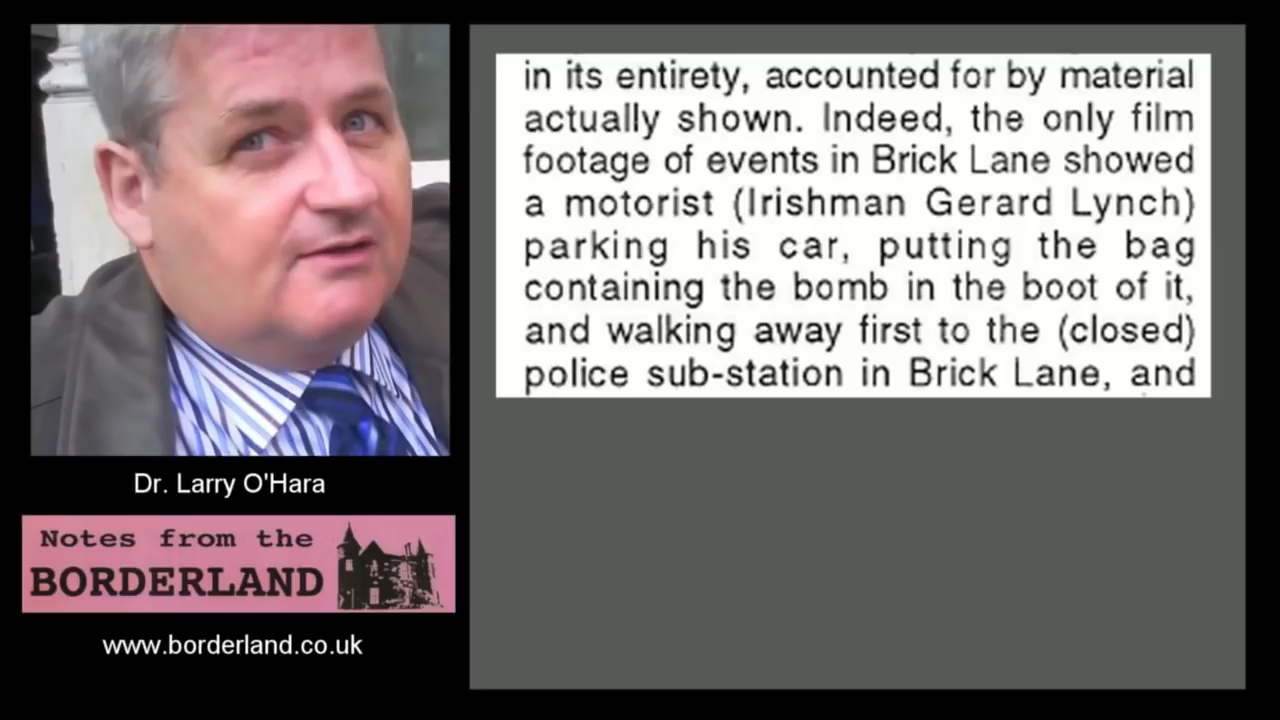 in its entirety, accounted for by material
actually shown. Indeed, the only film
footage of events in Brick Lane showed
a motorist (Irishman Gerard Lynch)
parking his car, putting the bag
containing the bomb in the boot of it,
and walking away first to the (closed)
police sub-station in Brick Lane, and
Dr. Larry O'Hara
Notes from the
BORDERLAND
www.borderland.co.uk